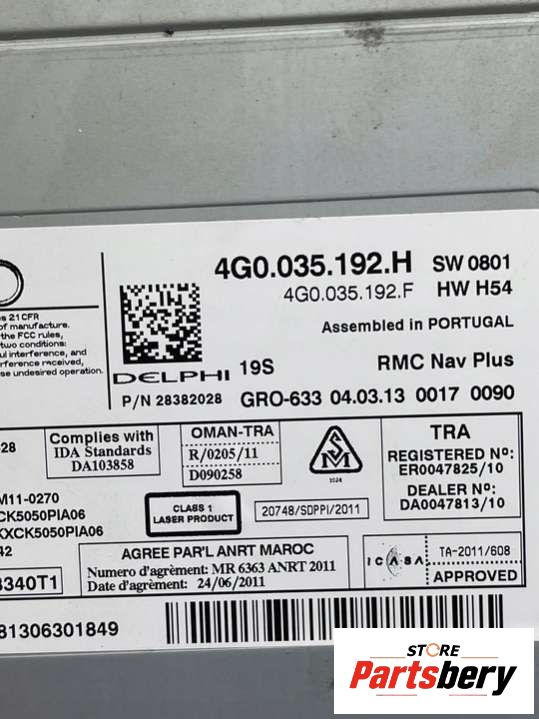 4G0.035.192.H SW 0801
4G0.035.192.F HW H54
Assembled in PORTUGAL
s 21 CFR
of manufacture.
the FCC rules,
two conditions:
ul interference, and
rference received,
se undesired operation.
DELPHI 19S RMC Nav Plus
P/N 28382028 GRO-633 04.03.13 0017 0090
-28
Complies with
IDA Standards
DA103858
OMAN-TRA
R/0205/11
D090258
TRA
REGISTERED Nº:
ER0047825/10
DEALER Nº:
DA0047813/10
M11-0270
CK5050PIA06
KXCK5050PIA06
42
CLASS 1
LASER PRODUCT
20748/SDPPI/2011
3340T1
AGREE PAR'L ANRT MAROC
Numero d'agrément: MR 6363 ANRT 2011
Date d'agrèment: 24/06/2011
ICASA
TA-2011/608
APPROVED
81306301849
STORE
Partsbery